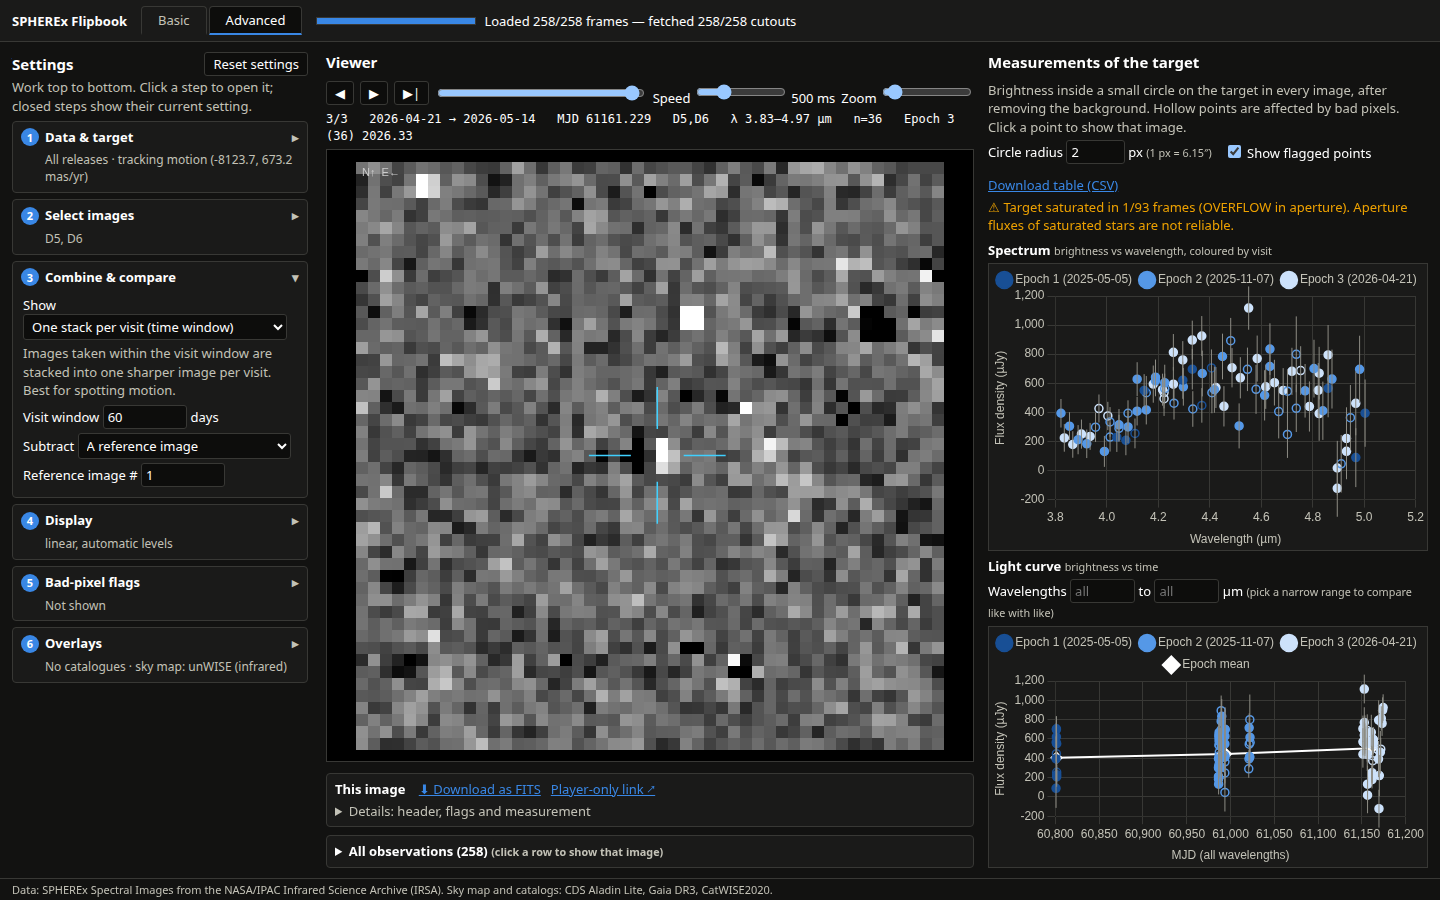 SPHEREx Flipbook
Basic
Advanced
Loaded 258/258 frames — fetched 258/258 cutouts
Settings
Reset settings
Work top to bottom. Click a step to open it;
closed steps show their current setting.
1 Data & target ▶
All releases · tracking motion (-8123.7, 673.2
mas/yr)
2 Select images ▶
D5, D6
3 Combine & compare ▼
Show
One stack per visit (time window)
Images taken within the visit window are
stacked into one sharper image per visit.
Best for spotting motion.
Visit window 60 days
Subtract A reference image
Reference image # 1
4 Display ▶
linear, automatic levels
5 Bad-pixel flags ▶
Not shown
6 Overlays ▶
No catalogues · sky map: unWISE (infrared)
Viewer
◀ ▶ ▶| Speed 500 ms Zoom
3/3 2026-04-21 → 2026-05-14 MJD 61161.229 D5,D6 λ 3.83–4.97 μm n=36 Epoch 3
(36) 2026.33
N↑ E←
This image ⬇ Download as FITS Player-only link ↗
▶ Details: header, flags and measurement
▶ All observations (258) (click a row to show that image)
Measurements of the target
Brightness inside a small circle on the target in every image, after
removing the background. Hollow points are affected by bad pixels.
Click a point to show that image.
Circle radius 2 px (1 px = 6.15″) Show flagged points
Download table (CSV)
⚠ Target saturated in 1/93 frames (OVERFLOW in aperture). Aperture
fluxes of saturated stars are not reliable.
Spectrum brightness vs wavelength, coloured by visit
Epoch 1 (2025-05-05) Epoch 2 (2025-11-07) Epoch 3 (2026-04-21)
1,200
1,000
800
600
400
200
0
-200
Flux density (μJy)
3.8 4.0 4.2 4.4 4.6 4.8 5.0 5.2
Wavelength (μm)
Light curve brightness vs time
Wavelengths all to all μm (pick a narrow range to compare
like with like)
Epoch 1 (2025-05-05) Epoch 2 (2025-11-07) Epoch 3 (2026-04-21)
Epoch mean
1,200
1,000
800
600
400
200
0
-200
Flux density (μJy)
60,800 60,850 60,900 60,950 61,000 61,050 61,100 61,150 61,200
MJD (all wavelengths)
Data: SPHEREx Spectral Images from the NASA/IPAC Infrared Science Archive (IRSA). Sky map and catalogs: CDS Aladin Lite, Gaia DR3, CatWISE2020.